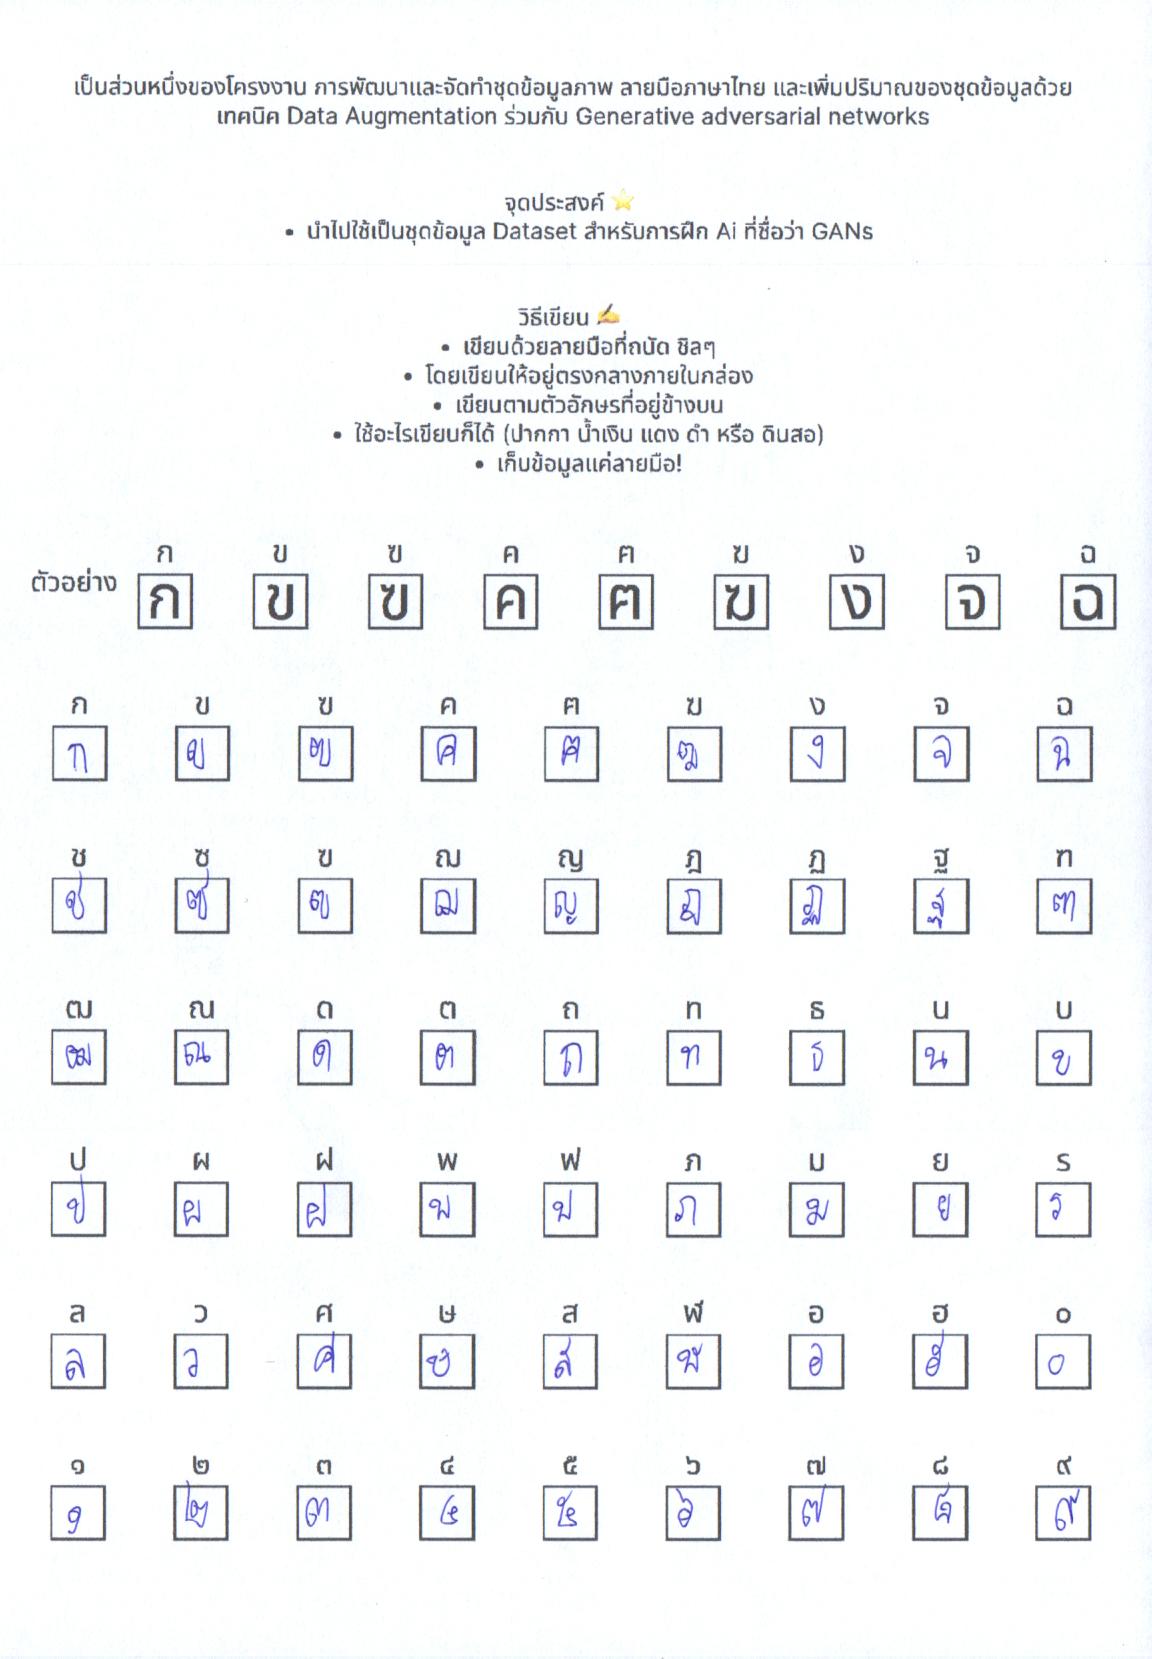 เป็นส่วนหนึ่งของโครงงาน การพัฒนาและจัดทำชุดข้อมูลภาพ ลายมือภาษาไทย และเพิ่มปริมาณของชุดข้อมูลด้วย
เทคนิค Data Augmentation ร่วมกับ Generative adversarial networks
จุดประสงค์ ⭐
• นำไปใช้เป็นชุดข้อมูล Dataset สำหรับการฝึก Ai ที่ชื่อว่า GANs
วิธีเขียน ✍️
• เขียนด้วยลายมือที่ถนัด ชิลๆ
• โดยเขียนให้อยู่ตรงกลางภายในกล่อง
• เขียนตามตัวอักษรที่อยู่ข้างบน
• ใช้อะไรเขียนก็ได้ (ปากกา น้ำเงิน แดง ดำ หรือ ดินสอ)
• เก็บข้อมูลแค่ลายมือ!
ก ข ฃ ค ฅ ฆ ง จ ฉ
ตัวอย่าง ก ข ฃ ค ฅ ฆ ง จ ฉ
ก ข ฃ ค ฅ ฆ ง จ ฉ
ก ข ฃ ค ฅ ฆ ง จ ฉ
ช ซ ฃ ฌ ญ ฎ ฏ ฐ ฑ
ช ซ ฃ ฌ ญ ฎ ฏ ฐ ฑ
ฒ ณ ด ต ถ ท ธ น บ
ฒ ณ ด ต ถ ท ธ น บ
ป ผ ฝ พ ฟ ภ ม ย ร
ป ผ ฝ พ ฟ ภ ม ย ร
ล ว ศ ษ ส ฬ อ ฮ ๐
ล ว ศ ษ ส ฬ อ ฮ ๐
๑ ๒ ๓ ๔ ๕ ๖ ๗ ๘ ๙
๑ ๒ ๓ ๔ ๕ ๖ ๗ ๘ ๙